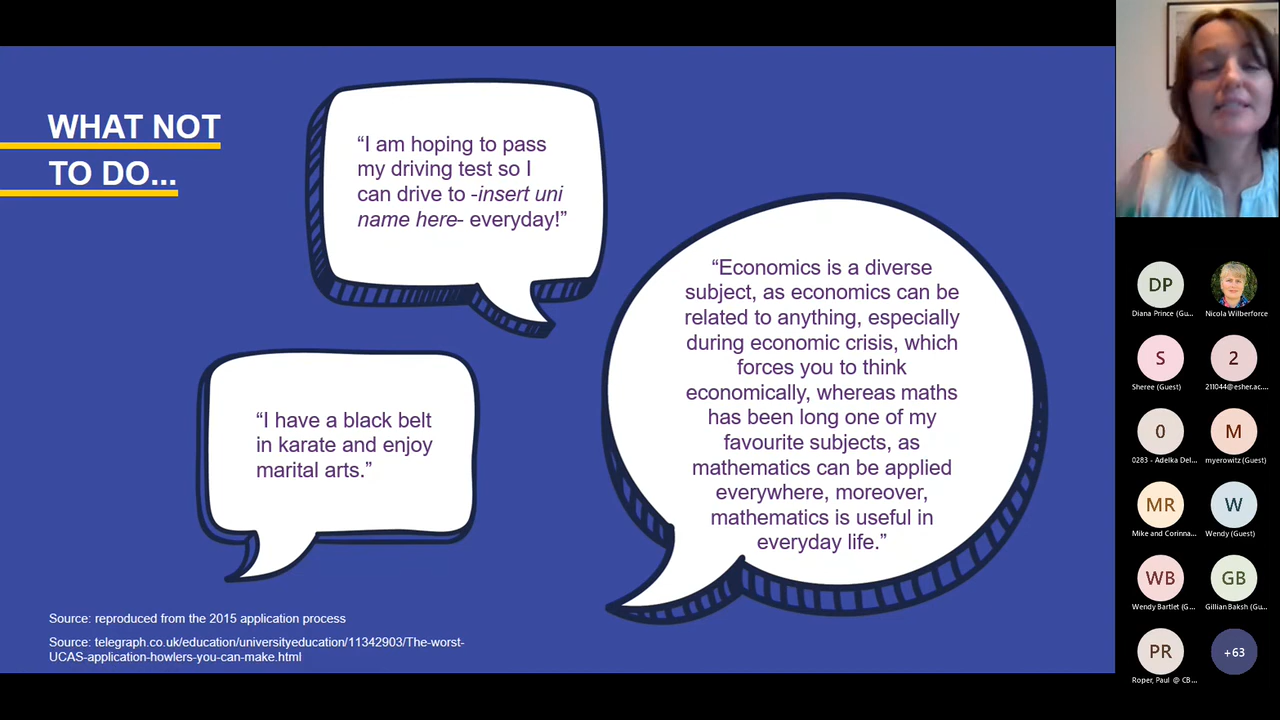 WHAT NOT
TO DO...
“I am hoping to pass
my driving test so I
can drive to -insert uni
name here- everyday!”
“I have a black belt
in karate and enjoy
marital arts.”
“Economics is a diverse
subject, as economics can be
related to anything, especially
during economic crisis, which
forces you to think
economically, whereas maths
has been long one of my
favourite subjects, as
mathematics can be applied
everywhere, moreover,
mathematics is useful in
everyday life.”
Source: reproduced from the 2015 application process
Source: telegraph.co.uk/education/universityeducation/11342903/The-worst-
UCAS-application-howlers-you-can-make.html
DP
Diana Prince (Gu...
Nicola Wilberforce
S
Sheree (Guest)
2
211044@esher.ac....
0
0283 - Adelka Del...
M
myerowitz (Guest)
MR
Mike and Corinna...
W
Wendy (Guest)
WB
Wendy Bartlet (G...
GB
Gillian Baksh (Gu...
PR
Roper, Paul @ CB...
+63